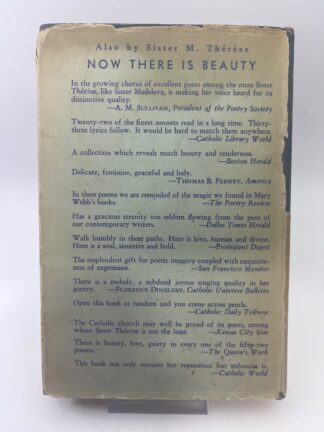 Also by Sister M. Thérèse
NOW THERE IS BEAUTY
In the growing chorus of excellent poets among the nuns Sister
Thérèse, like Sister Madeleva, is making her voice heard for its
distinctive quality.
—A. M. SULLIVAN, President of the Poetry Society
Twenty-two of the finest sonnets read in a long time. Thirty-
three lyrics follow. It would be hard to match them anywhere.
—Catholic Library World
A collection which reveals much beauty and tenderness.
—Boston Herald
Delicate, feminine, graceful and holy.
—THOMAS B. FEENEY, America
In these poems we are reminded of the magic we found in Mary
Webb's books.
—The Poetry Review
Has a gracious serenity too seldom flowing from the pens of
our contemporary writers.
—Dallas Times Herald
Walk humbly in these paths. Here is love, human and divine.
Here is a soul, sensitive and bold.
—Protestant Digest
The resplendent gift for poetic imagery coupled with exquisite-
ness of expression.
—San Francisco Monitor
There is a melody, a subdued joyous singing quality in her
poetry.
—FLORENCE DINGLEDY, Catholic Universe Bulletin
Open this book at random and you come across pearls.
—Catholic Daily Tribune
The Catholic church may well be proud of its poets, among
whom Sister Thérèse is not the least.
—Kansas City Star
There is beauty, love, gaiety in every one of the fifty-two
poems.
—The Queen's Work
This book not only sustains her reputation but enhances it.
—Catholic World